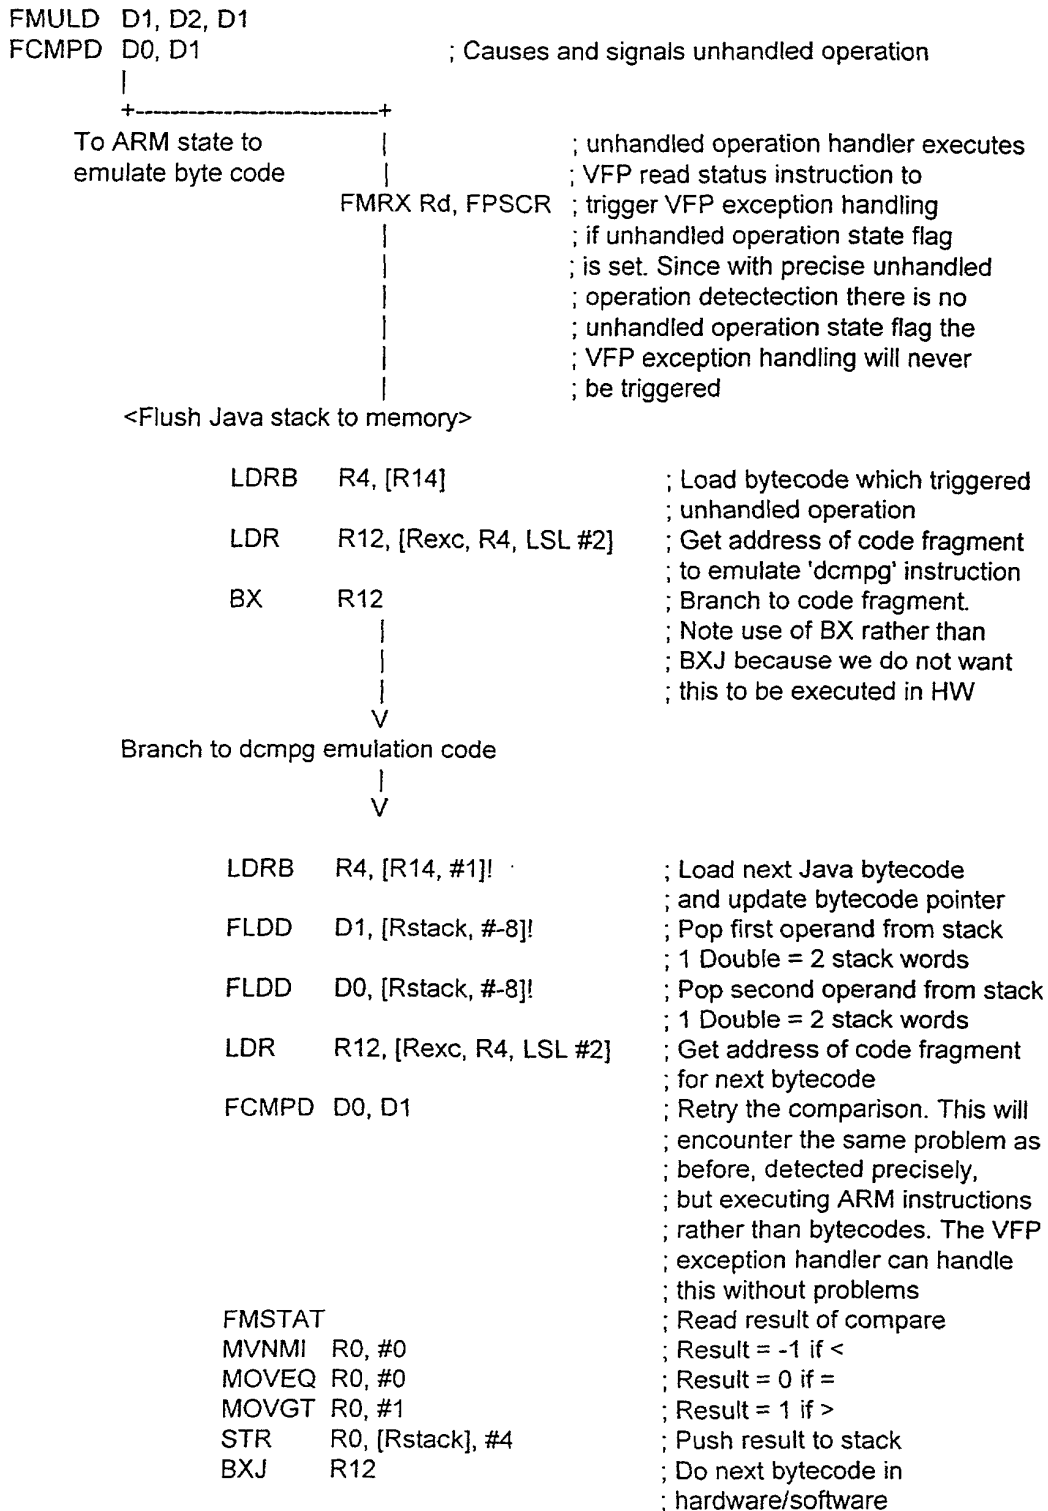 FMULD D1, D2, D1
FCMPD D0, D1 ; Causes and signals unhandled operation
|
+---------------------------+
To ARM state to | ; unhandled operation handler executes
emulate byte code | ; VFP read status instruction to
FMRX Rd, FPSCR ; trigger VFP exception handling
| ; if unhandled operation state flag
| ; is set. Since with precise unhandled
| ; operation detectection there is no
| ; unhandled operation state flag the
| ; VFP exception handling will never
| ; be triggered
<Flush Java stack to memory>
LDRB R4, [R14] ; Load bytecode which triggered
; unhandled operation
LDR R12, [Rexc, R4, LSL #2] ; Get address of code fragment
; to emulate 'dcmpg' instruction
BX R12 ; Branch to code fragment.
| ; Note use of BX rather than
| ; BXJ because we do not want
| ; this to be executed in HW
V
Branch to dcmpg emulation code
|
V
LDRB R4, [R14, #1]! ; Load next Java bytecode
; and update bytecode pointer
FLDD D1, [Rstack, #-8]! ; Pop first operand from stack
; 1 Double = 2 stack words
FLDD D0, [Rstack, #-8]! ; Pop second operand from stack
; 1 Double = 2 stack words
LDR R12, [Rexc, R4, LSL #2] ; Get address of code fragment
; for next bytecode
FCMPD D0, D1 ; Retry the comparison. This will
; encounter the same problem as
; before, detected precisely,
; but executing ARM instructions
; rather than bytecodes. The VFP
; exception handler can handle
; this without problems
FMSTAT ; Read result of compare
MVNMI R0, #0 ; Result = -1 if <
MOVEQ R0, #0 ; Result = 0 if =
MOVGT R0, #1 ; Result = 1 if >
STR R0, [Rstack], #4 ; Push result to stack
BXJ R12 ; Do next bytecode in
; hardware/software